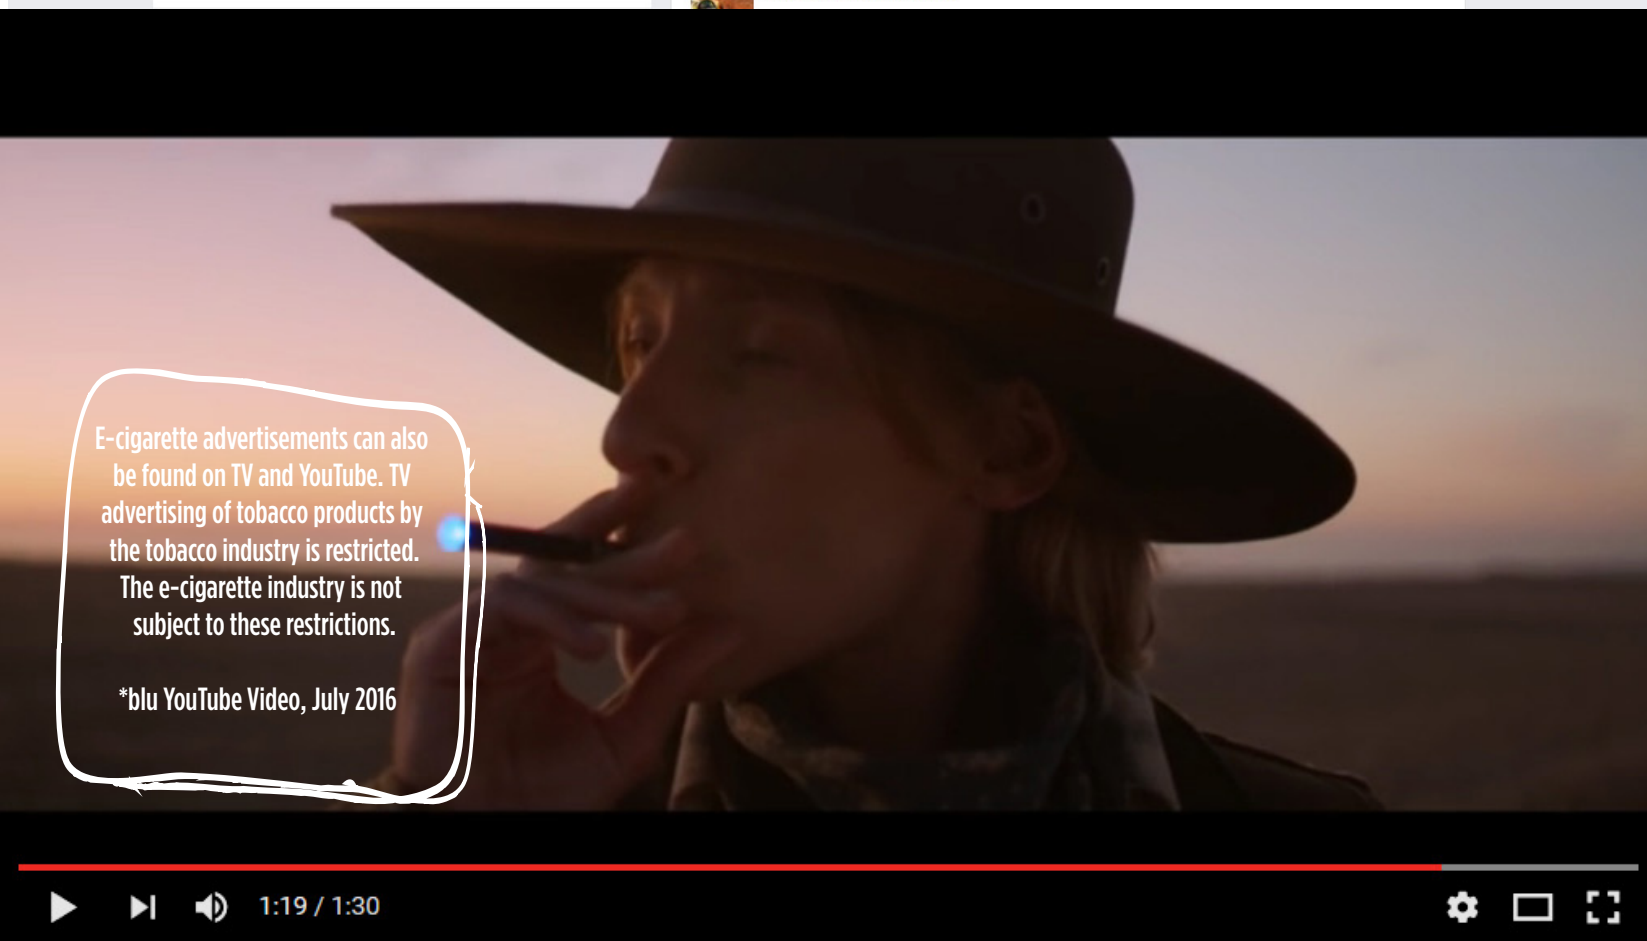 E-cigarette advertisements can also
be found on TV and YouTube. TV
advertising of tobacco products by
the tobacco industry is restricted.
The e-cigarette industry is not
subject to these restrictions.
*blu YouTube Video, July 2016
1:19 / 1:30